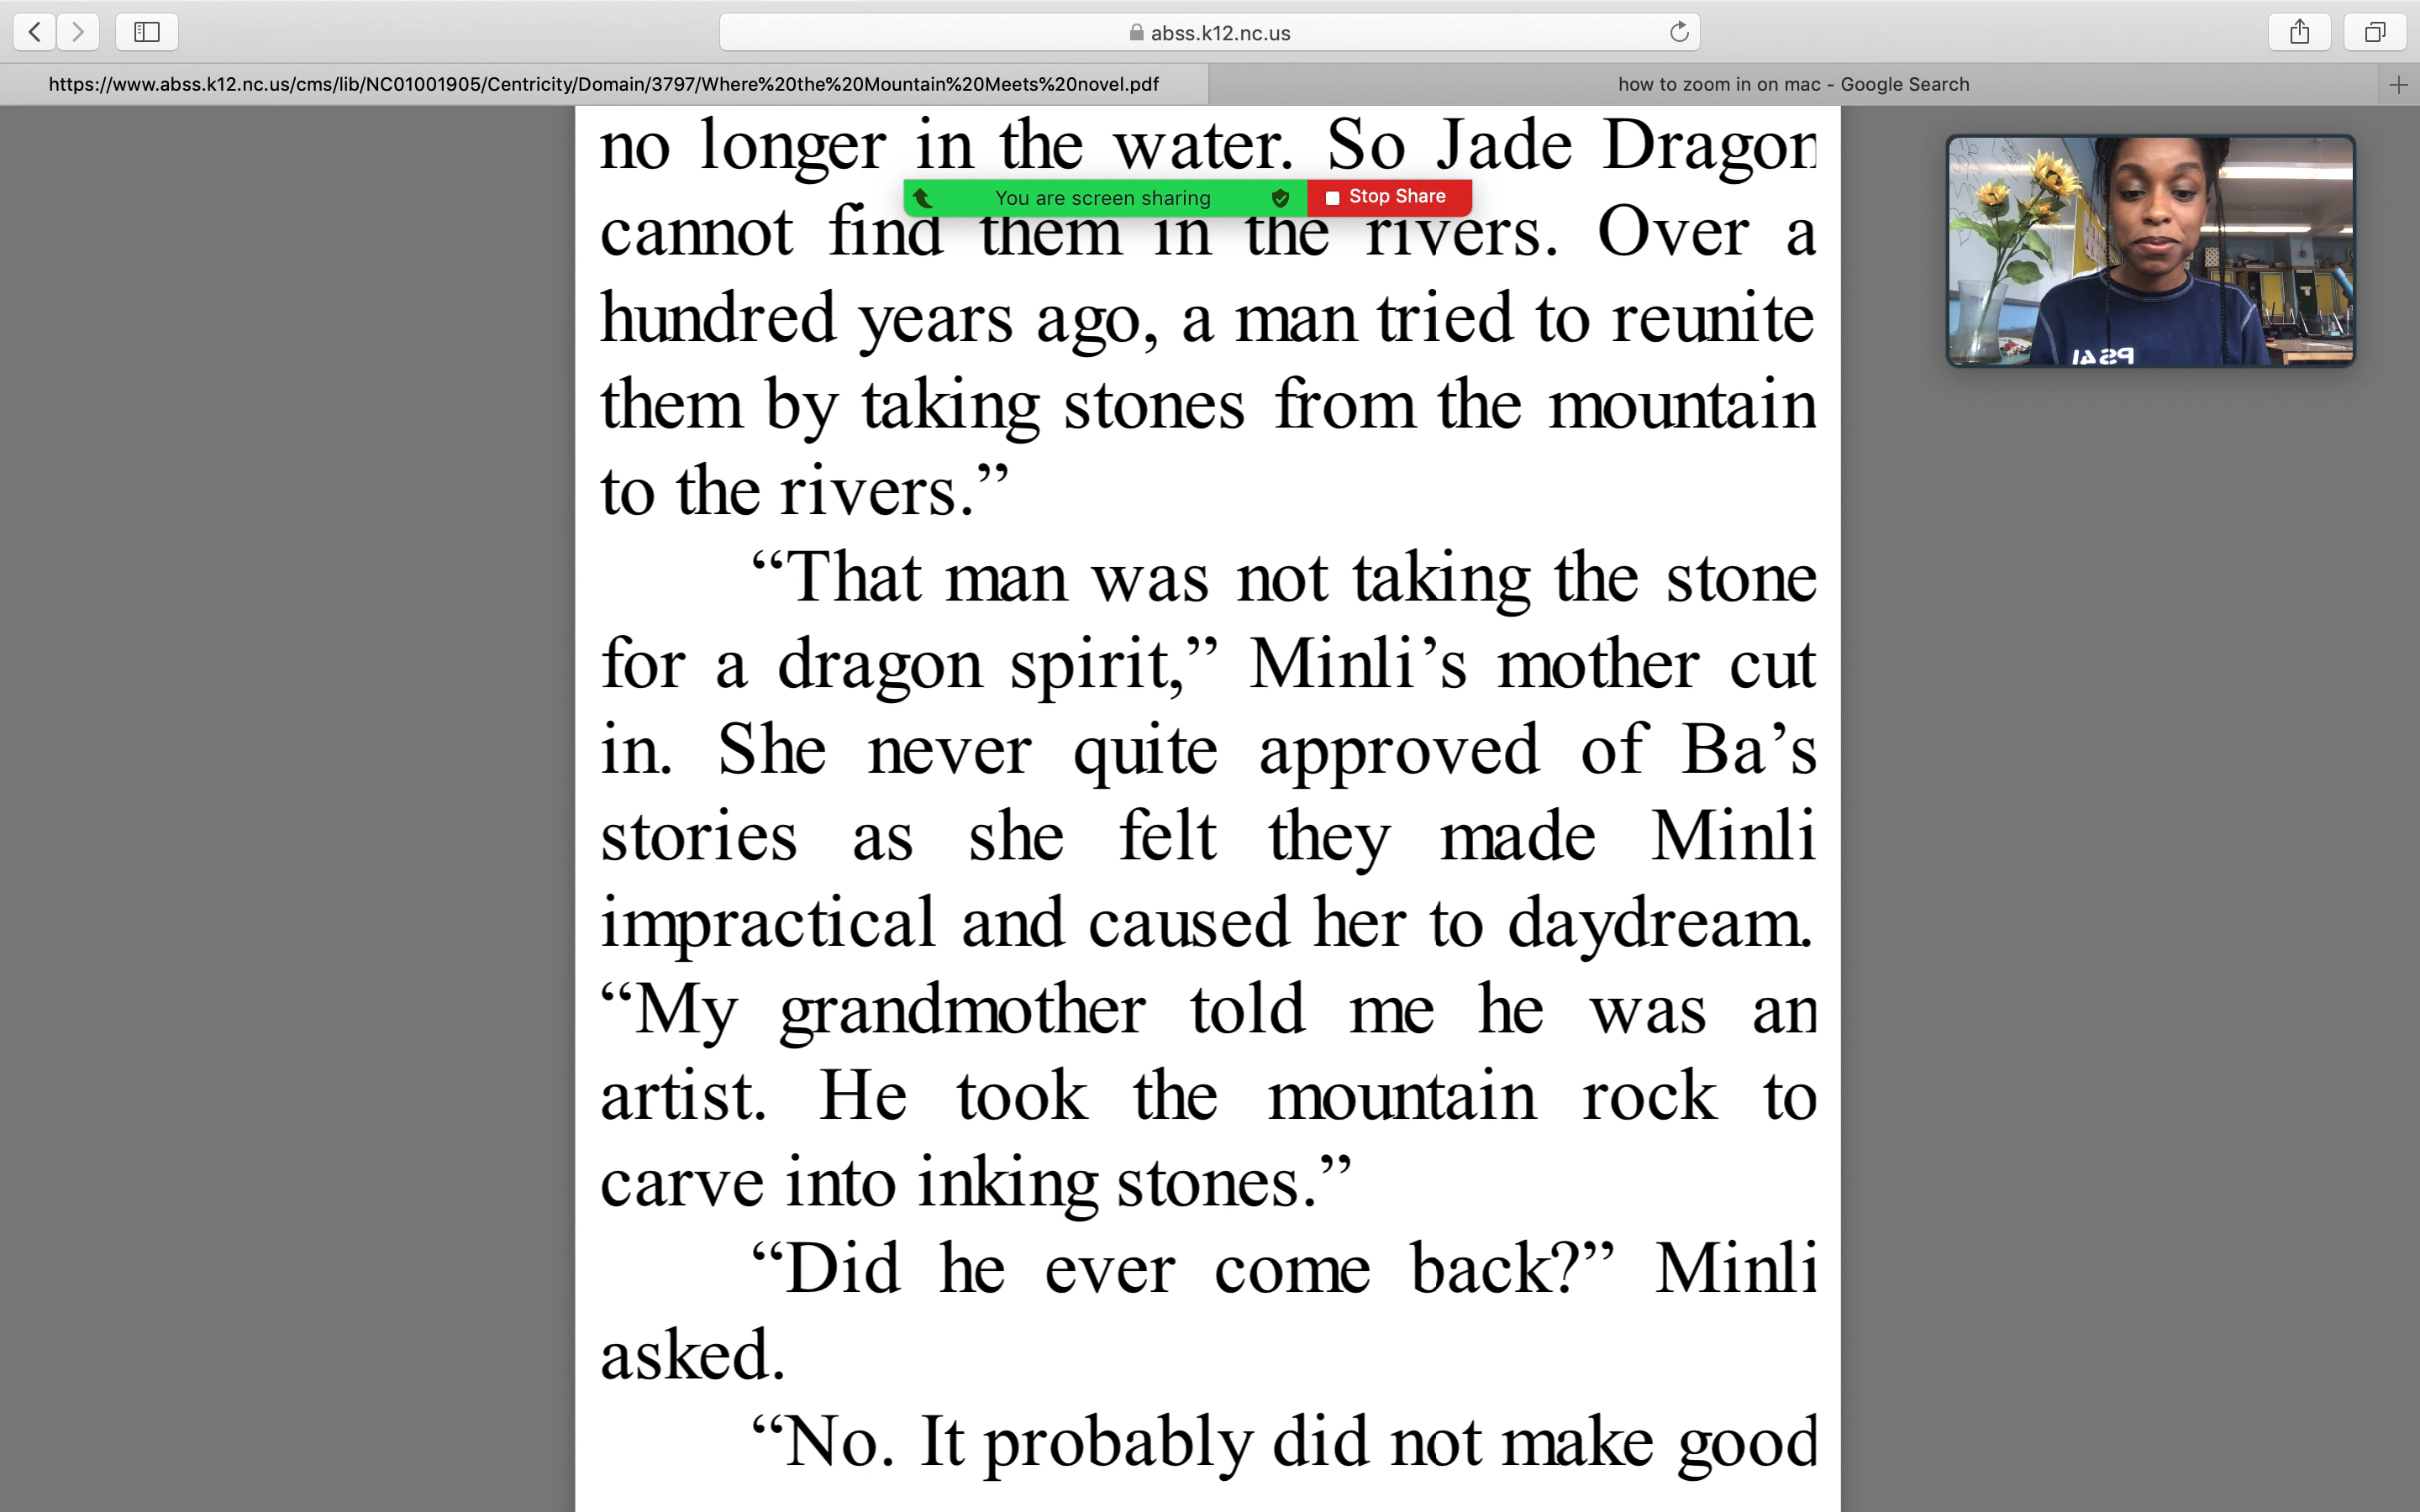 abss.k12.nc.us
https://www.abss.k12.nc.us/cms/lib/NC01001905/Centricity/Domain/3797/Where%20the%20Mountain%20Meets%20novel.pdf
how to zoom in on mac - Google Search
no longer in the water. So Jade Dragon
You are screen sharing
Stop Share
cannot find them in the rivers. Over a
hundred years ago, a man tried to reunite
them by taking stones from the mountain
to the rivers.”
“That man was not taking the stone
for a dragon spirit,” Minli’s mother cut
in. She never quite approved of Ba’s
stories as she felt they made Minli
impractical and caused her to daydream.
“My grandmother told me he was an
artist. He took the mountain rock to
carve into inking stones.”
“Did he ever come back?” Minli
asked.
“No. It probably did not make good
PS41